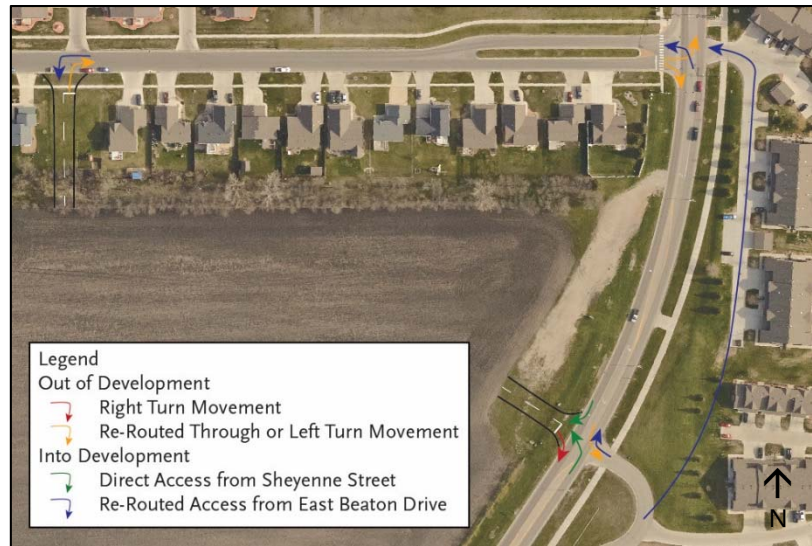 Legend
Out of Development
Right Turn Movement
Re-Routed Through or Left Turn Movement
Into Development
Direct Access from Sheyenne Street
Re-Routed Access from East Beaton Drive
N